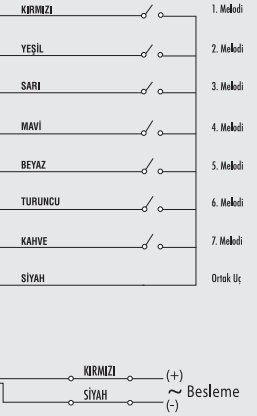 KIRMIZI 1. Melodi
YEŞİL 2. Melodi
SARI 3. Melodi
MAVİ 4. Melodi
BEYAZ 5. Melodi
TURUNCU 6. Melodi
KAHVE 7. Melodi
SİYAH Ortak Uç
KIRMIZI (+)
~ Besleme
SİYAH (-)